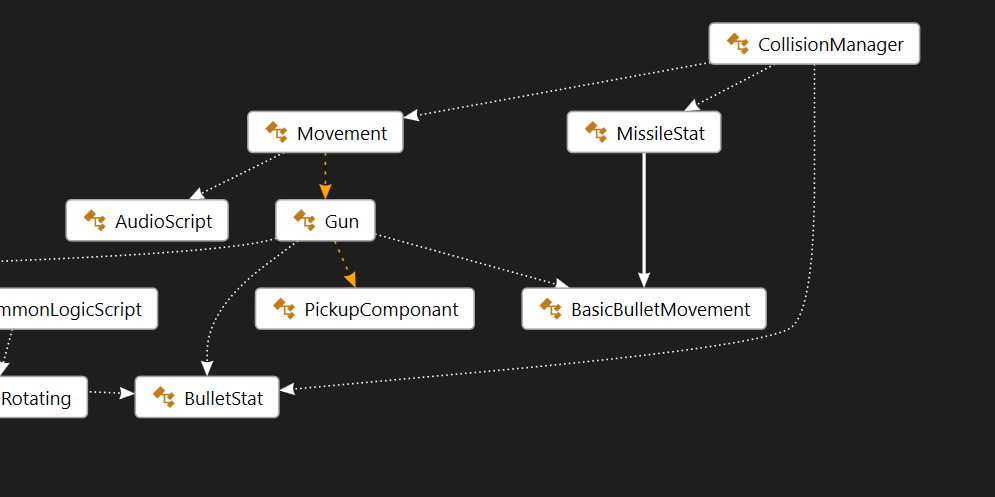 CollisionManager
Movement
MissileStat
AudioScript
Gun
mmonLogicScript
PickupComponant
BasicBulletMovement
Rotating
BulletStat